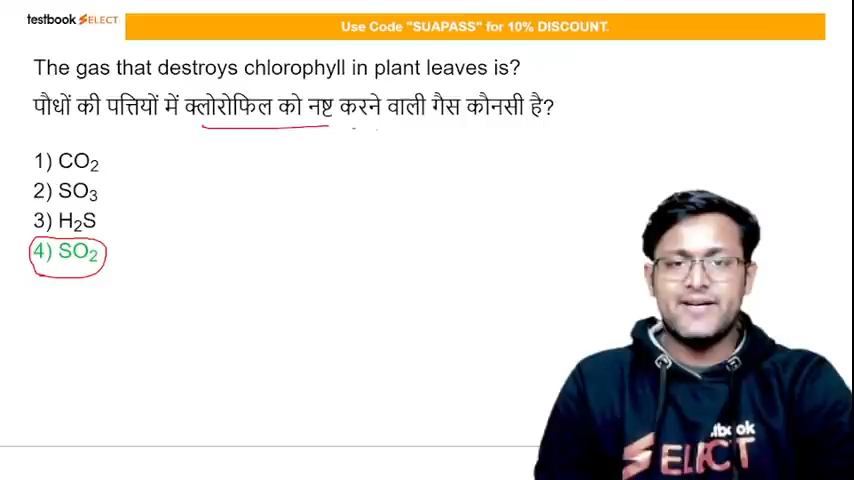 testbook SELECT
Use Code "SUAPASS" for 10% DISCOUNT.
The gas that destroys chlorophyll in plant leaves is?
पौधों की पत्तियों में क्लोरोफिल को नष्ट करने वाली गैस कौनसी है?
1) CO₂
2) SO₃
3) H₂S
4) SO₂
SELECT